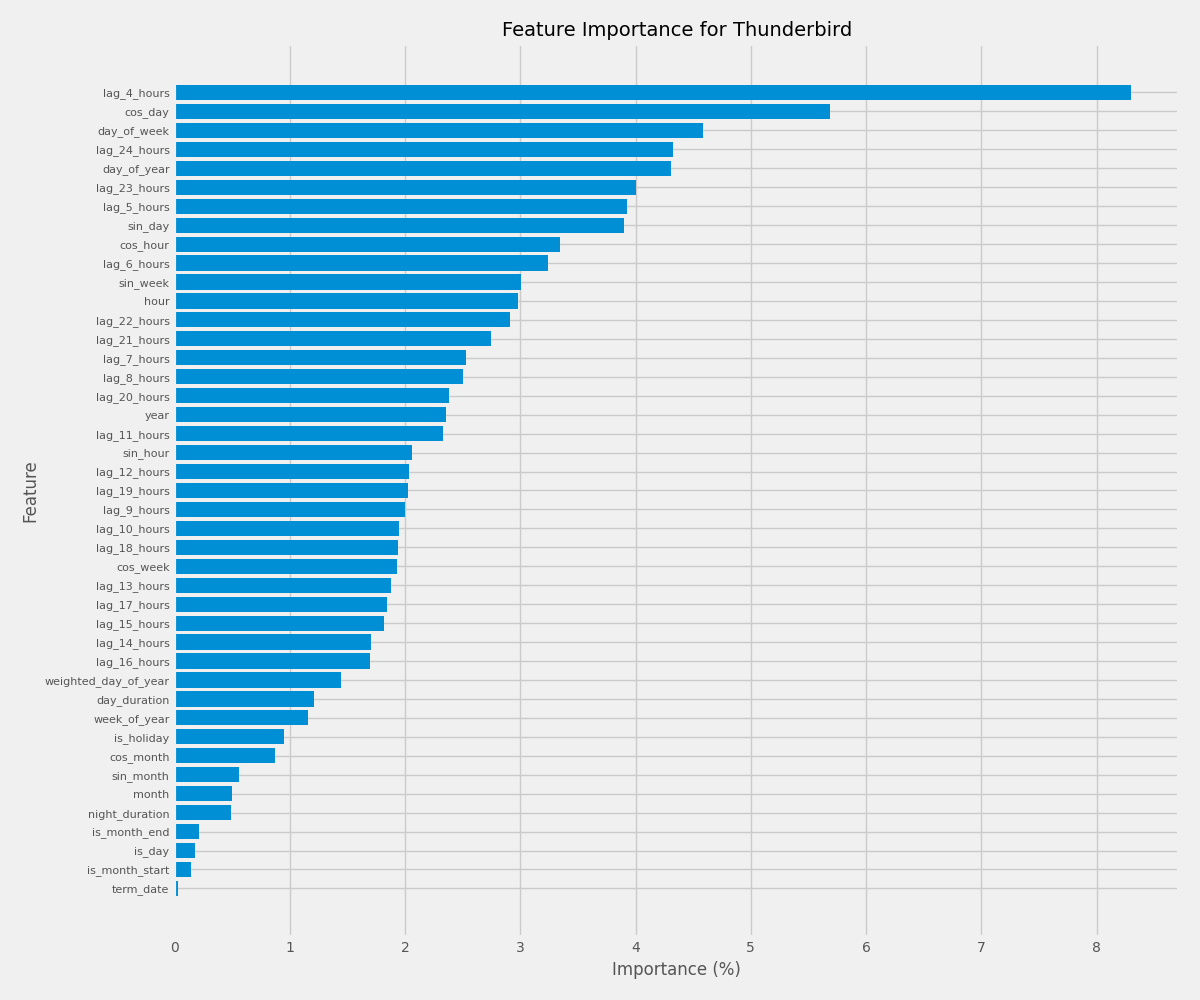 Feature Importance for Thunderbird
lag_4_hours
cos_day
day_of_week
lag_24_hours
day_of_year
lag_23_hours
lag_5_hours
sin_day
cos_hour
lag_6_hours
sin_week
hour
lag_22_hours
lag_21_hours
lag_7_hours
lag_8_hours
lag_20_hours
year
lag_11_hours
sin_hour
lag_12_hours
lag_19_hours
lag_9_hours
lag_10_hours
lag_18_hours
cos_week
lag_13_hours
lag_17_hours
lag_15_hours
lag_14_hours
lag_16_hours
weighted_day_of_year
day_duration
week_of_year
is_holiday
cos_month
sin_month
month
night_duration
is_month_end
is_day
is_month_start
term_date
Feature
0 1 2 3 4 5 6 7 8
Importance (%)